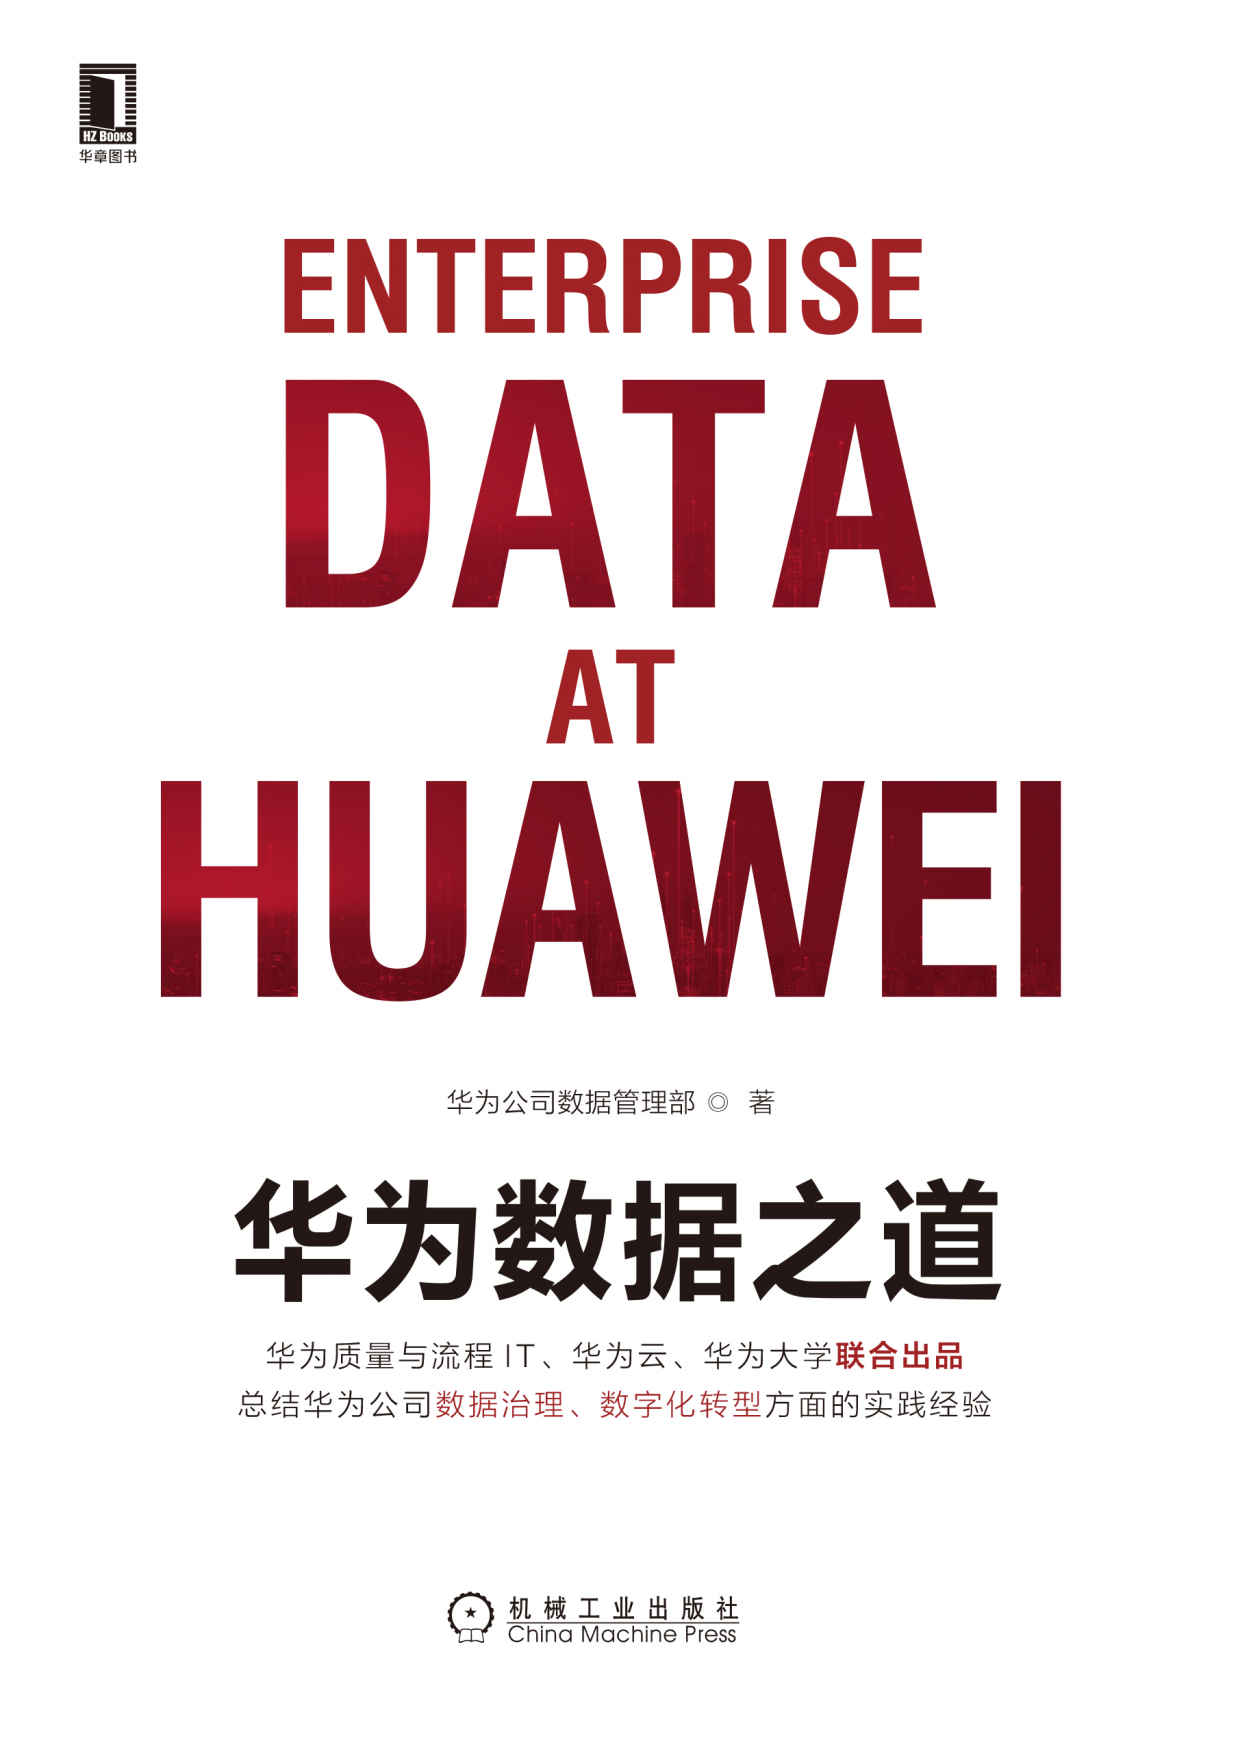 HZ BOOKS
华章图书
ENTERPRISE
DATA
AT
HUAWEI
华为公司数据管理部 ◎ 著
华为数据之道
华为质量与流程 IT、华为云、华为大学联合出品
总结华为公司数据治理、数字化转型方面的实践经验
机械工业出版社
China Machine Press